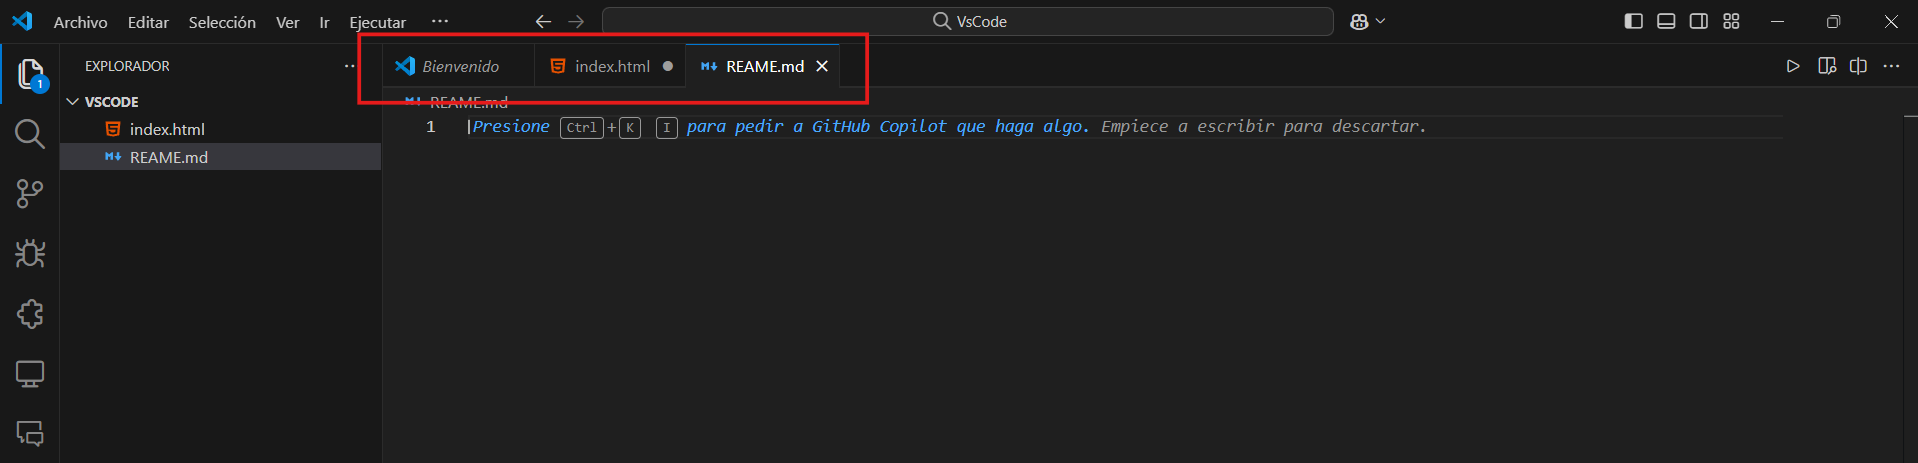 Archivo Editar Selección Ver Ir Ejecutar ··· VsCode
EXPLORADOR
Bienvenido index.html REAME.md
1
VSCODE
REAME.md
index.html
1 Presione Ctrl+K I para pedir a GitHub Copilot que haga algo. Empiece a escribir para descartar.
REAME.md